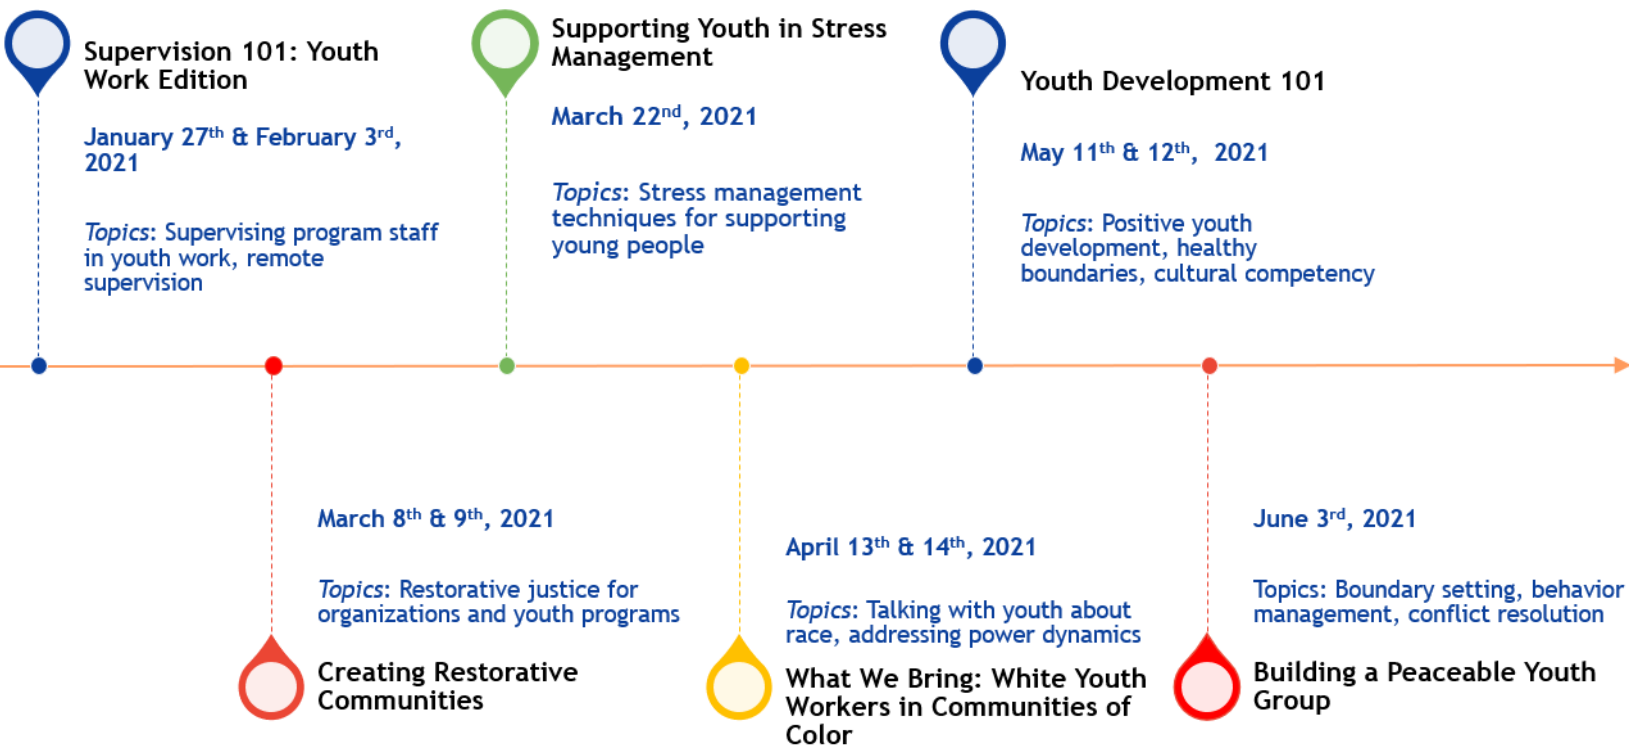 Supervision 101: Youth
Work Edition
January 27th & February 3rd,
2021
Topics: Supervising program staff
in youth work, remote
supervision
Supporting Youth in Stress
Management
March 22nd, 2021
Topics: Stress management
techniques for supporting
young people
Youth Development 101
May 11th & 12th, 2021
Topics: Positive youth
development, healthy
boundaries, cultural competency
March 8th & 9th, 2021
Topics: Restorative justice for
organizations and youth programs
Creating Restorative
Communities
April 13th & 14th, 2021
Topics: Talking with youth about
race, addressing power dynamics
What We Bring: White Youth
Workers in Communities of
Color
June 3rd, 2021
Topics: Boundary setting, behavior
management, conflict resolution
Building a Peaceable Youth
Group